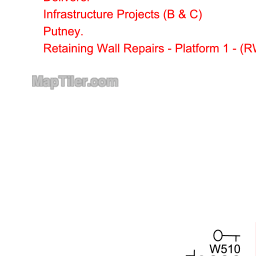 Infrastructure Projects (B & C)
Putney.
Retaining Wall Repairs - Platform 1 - (RW
MapTiler.com
W510